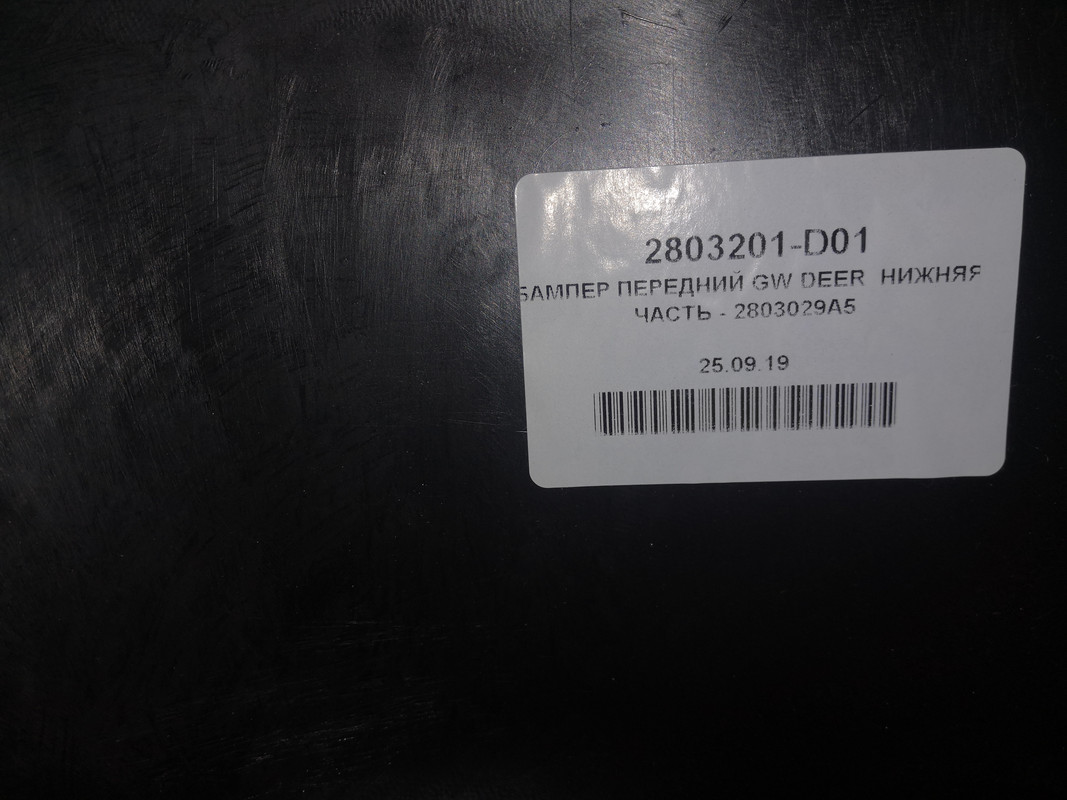 2803201-D01
БАМПЕР ПЕРЕДНИЙ GW DEER НИЖНЯЯ
ЧАСТЬ - 2803029A5
25.09.19